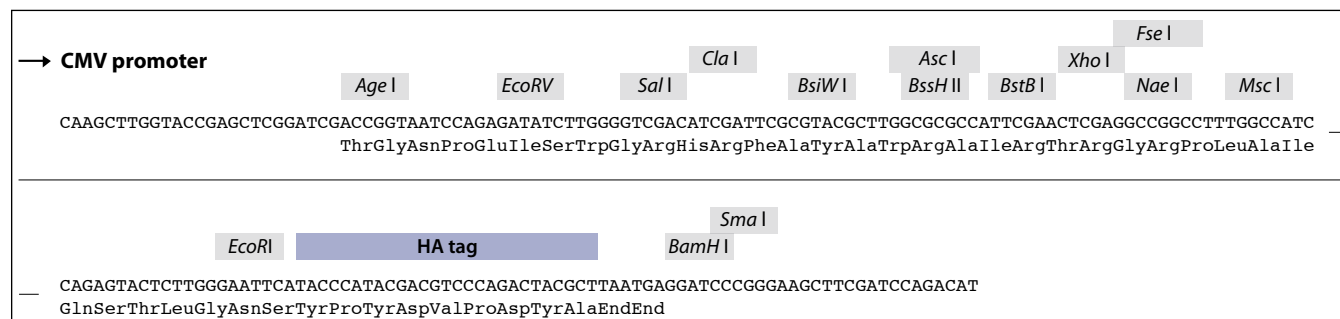 Fse I
→ CMV promoter Cla I Asc I Xho I
Age I EcoRV Sal I BsiW I BssH II BstB I Nae I Msc I
CAAGCTTGGTACCGAGCTCGGATCGACCGGTAATCCAGAGATATCTTGGGGTCGACATCGATTCGCGTACGCTTGGCGCGCCATTCGAACTCGAGGCCGGCCTTTGGCCATC
ThrGlyAsnProGluIleSerTrpGlyArgHisArgPheAlaTyrAlaTrpArgAlaIleArgThrArgGlyArgProLeuAlaIle
Sma I
EcoRI HA tag BamH I
CAGAGTACTCTTGGGAATTCATACCCATACGACGTCCCAGACTACGCTTAATGAGGATCCCGGGAAGCTTCGATCCAGACAT
GlnSerThrLeuGlyAsnSerTyrProTyrAspValProAspTyrAlaEndEnd